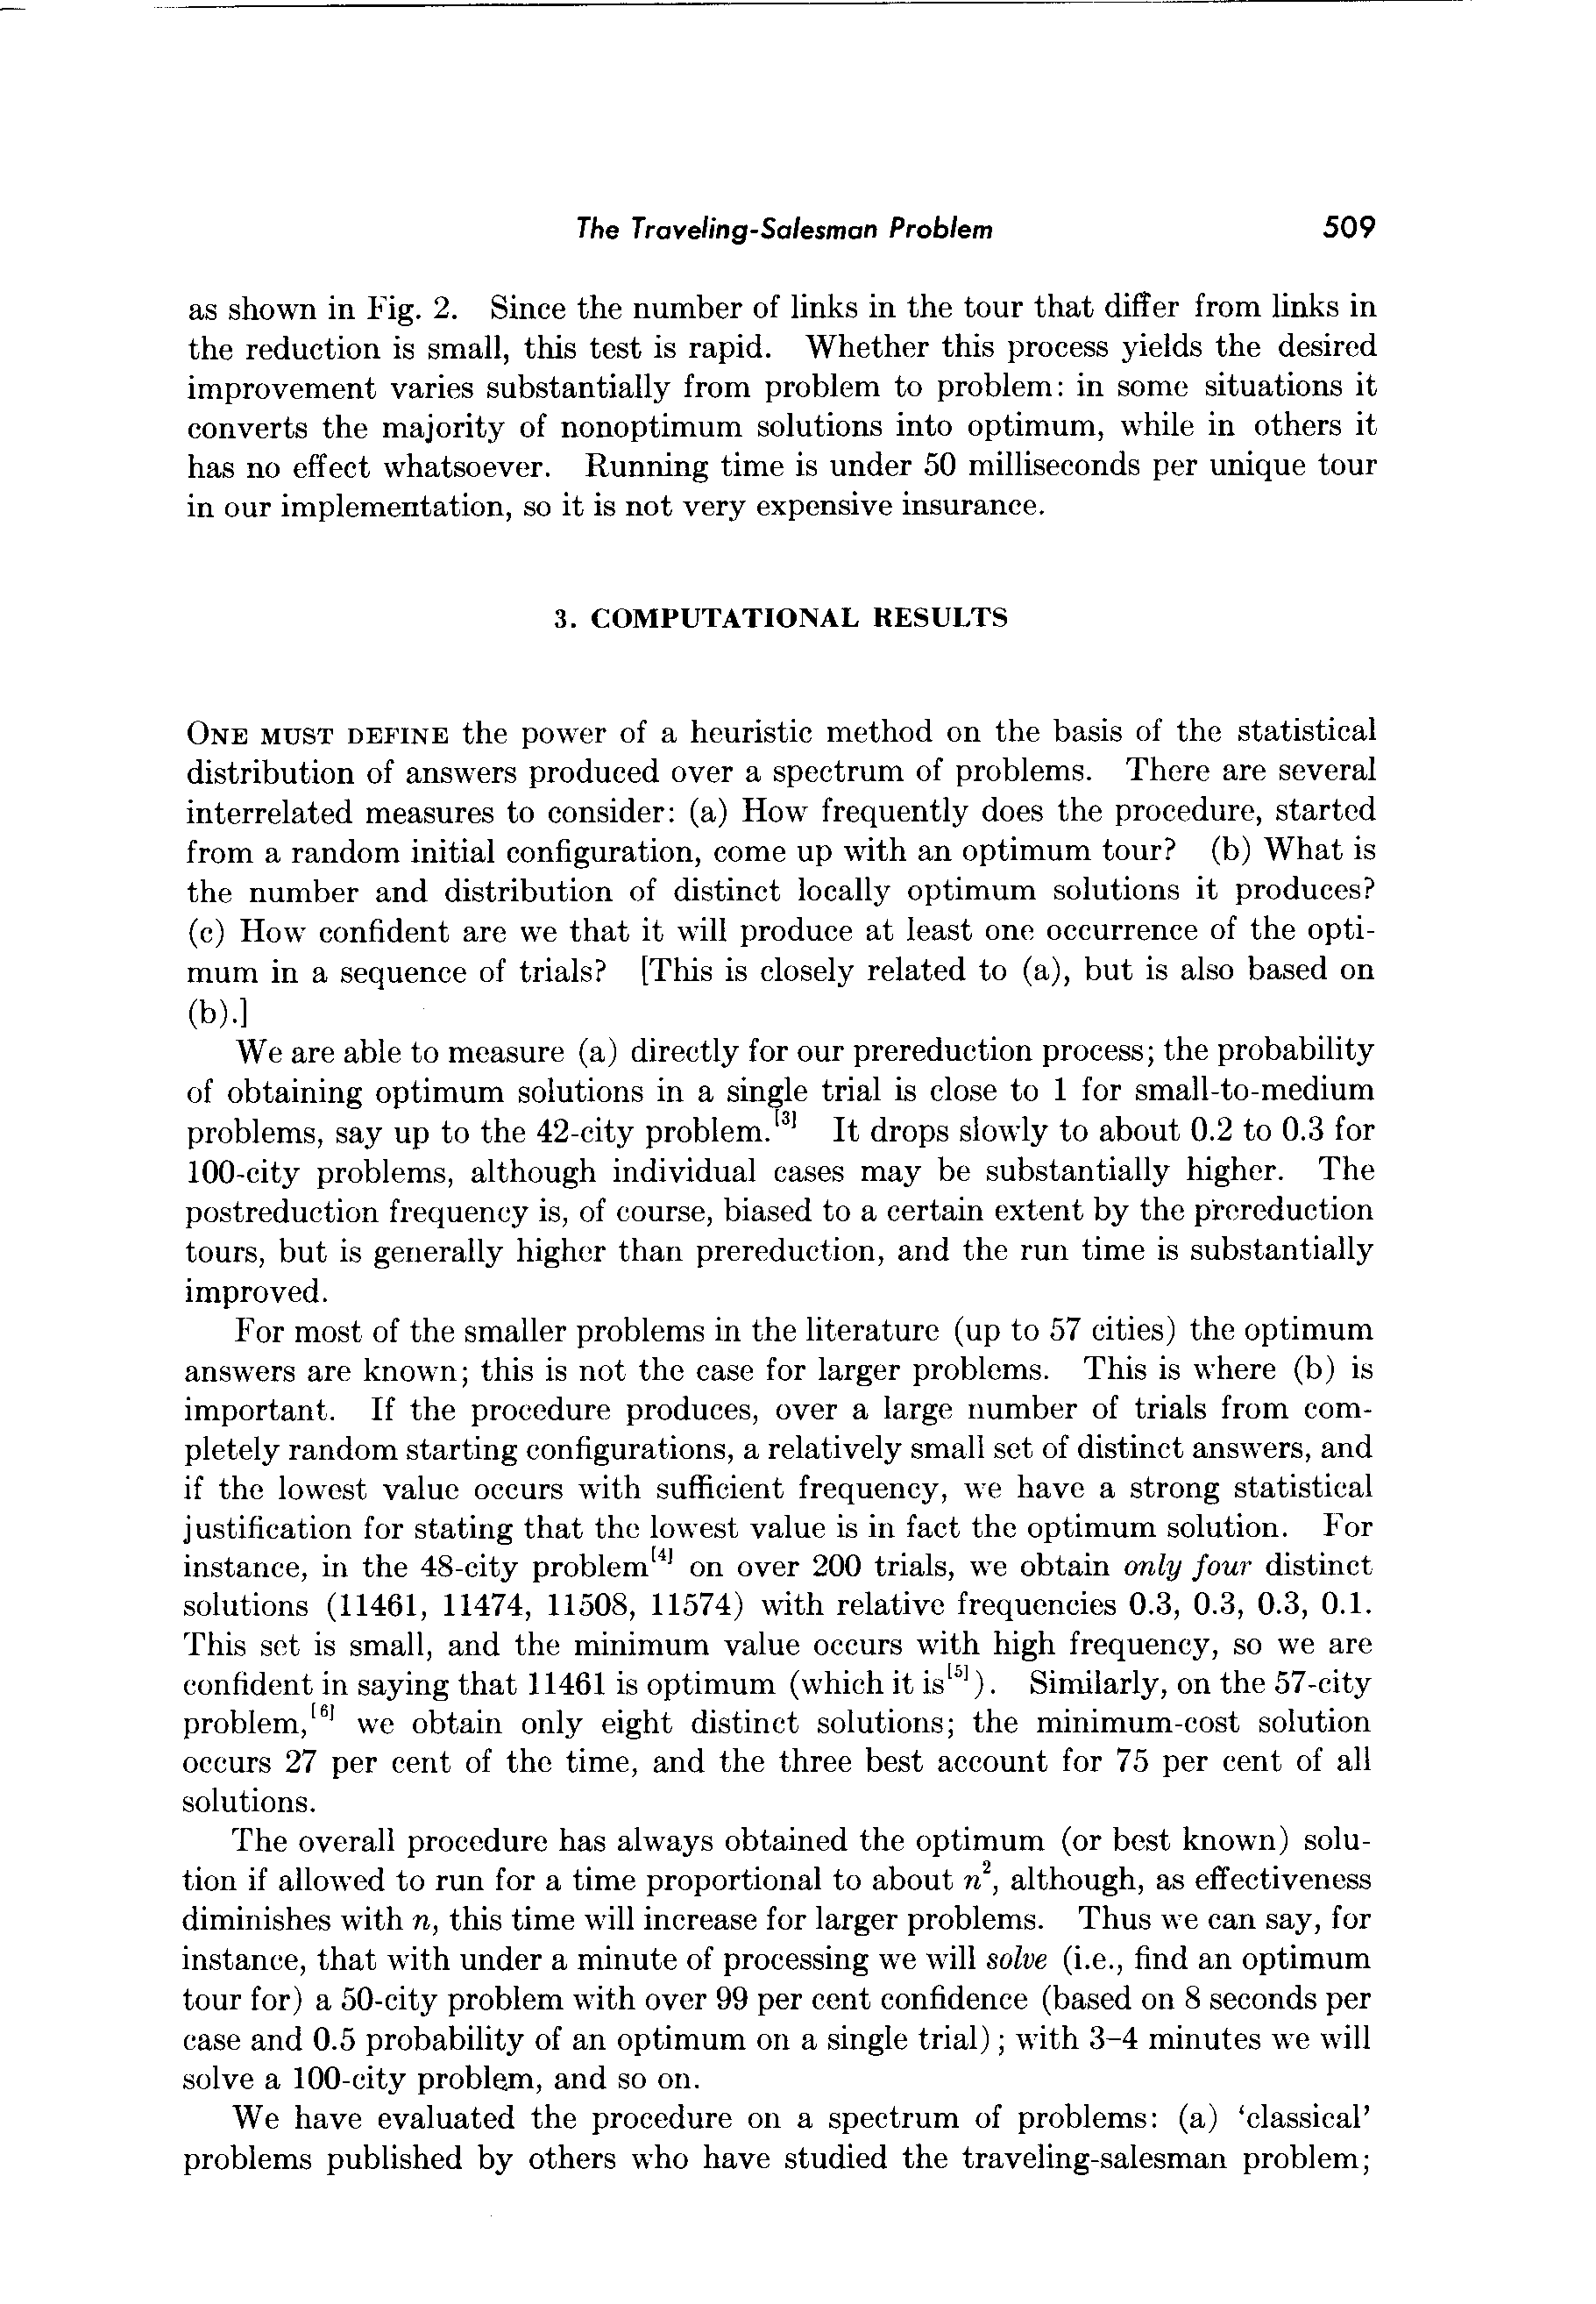 The Traveling-Salesman Problem 509
as shown in Fig. 2. Since the number of links in the tour that differ from links in
the reduction is small, this test is rapid. Whether this process yields the desired
improvement varies substantially from problem to problem: in some situations it
converts the majority of nonoptimum solutions into optimum, while in others it
has no effect whatsoever. Running time is under 50 milliseconds per unique tour
in our implementation, so it is not very expensive insurance.
3. COMPUTATIONAL RESULTS
ONE MUST DEFINE the power of a heuristic method on the basis of the statistical
distribution of answers produced over a spectrum of problems. There are several
interrelated measures to consider: (a) How frequently does the procedure, started
from a random initial configuration, come up with an optimum tour? (b) What is
the number and distribution of distinct locally optimum solutions it produces?
(c) How confident are we that it will produce at least one occurrence of the opti-
mum in a sequence of trials? [This is closely related to (a), but is also based on
(b).]
We are able to measure (a) directly for our prereduction process; the probability
of obtaining optimum solutions in a single trial is close to 1 for small-to-medium
problems, say up to the 42-city problem.[3] It drops slowly to about 0.2 to 0.3 for
100-city problems, although individual cases may be substantially higher. The
postreduction frequency is, of course, biased to a certain extent by the prereduction
tours, but is generally higher than prereduction, and the run time is substantially
improved.
For most of the smaller problems in the literature (up to 57 cities) the optimum
answers are known; this is not the case for larger problems. This is where (b) is
important. If the procedure produces, over a large number of trials from com-
pletely random starting configurations, a relatively small set of distinct answers, and
if the lowest value occurs with sufficient frequency, we have a strong statistical
justification for stating that the lowest value is in fact the optimum solution. For
instance, in the 48-city problem[4] on over 200 trials, we obtain only four distinct
solutions (11461, 11474, 11508, 11574) with relative frequencies 0.3, 0.3, 0.3, 0.1.
This set is small, and the minimum value occurs with high frequency, so we are
confident in saying that 11461 is optimum (which it is[5]). Similarly, on the 57-city
problem,[6] we obtain only eight distinct solutions; the minimum-cost solution
occurs 27 per cent of the time, and the three best account for 75 per cent of all
solutions.
The overall procedure has always obtained the optimum (or best known) solu-
tion if allowed to run for a time proportional to about n², although, as effectiveness
diminishes with n, this time will increase for larger problems. Thus we can say, for
instance, that with under a minute of processing we will solve (i.e., find an optimum
tour for) a 50-city problem with over 99 per cent confidence (based on 8 seconds per
case and 0.5 probability of an optimum on a single trial); with 3–4 minutes we will
solve a 100-city problem, and so on.
We have evaluated the procedure on a spectrum of problems: (a) ‘classical’
problems published by others who have studied the traveling-salesman problem;